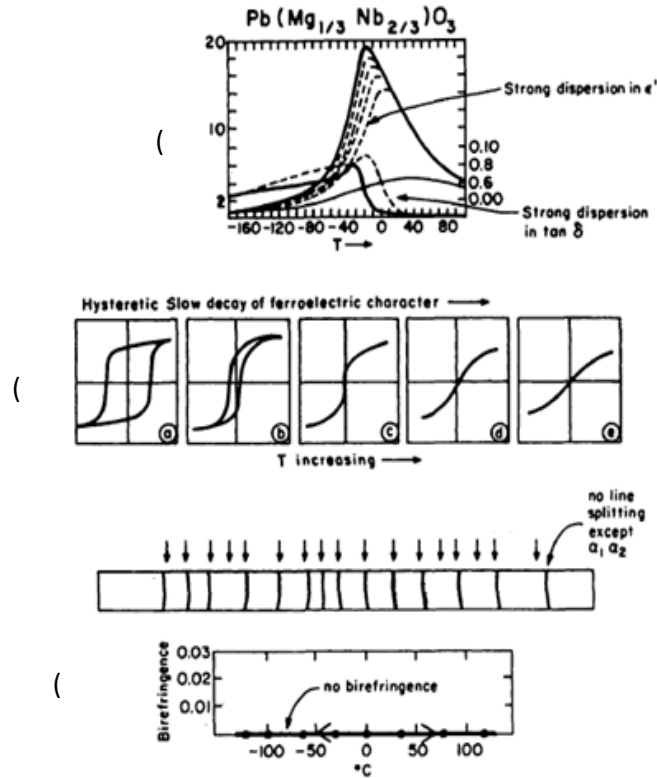 Pb(Mg1/3 Nb2/3)O3
20
10
2
Strong dispersion in ϵ'
0.10
0.8
0.6
0.00
-160 -120 -80 -40 0 40 80
T →
Strong dispersion
in tan δ
(
Hysteretic Slow decay of ferroelectric character →
(
a b c d e
T increasing →
no line
splitting
except
α1 α2
(
Birefringence
0.03
0.02
0.01
no birefringence
-100 -50 0 50 100
°C